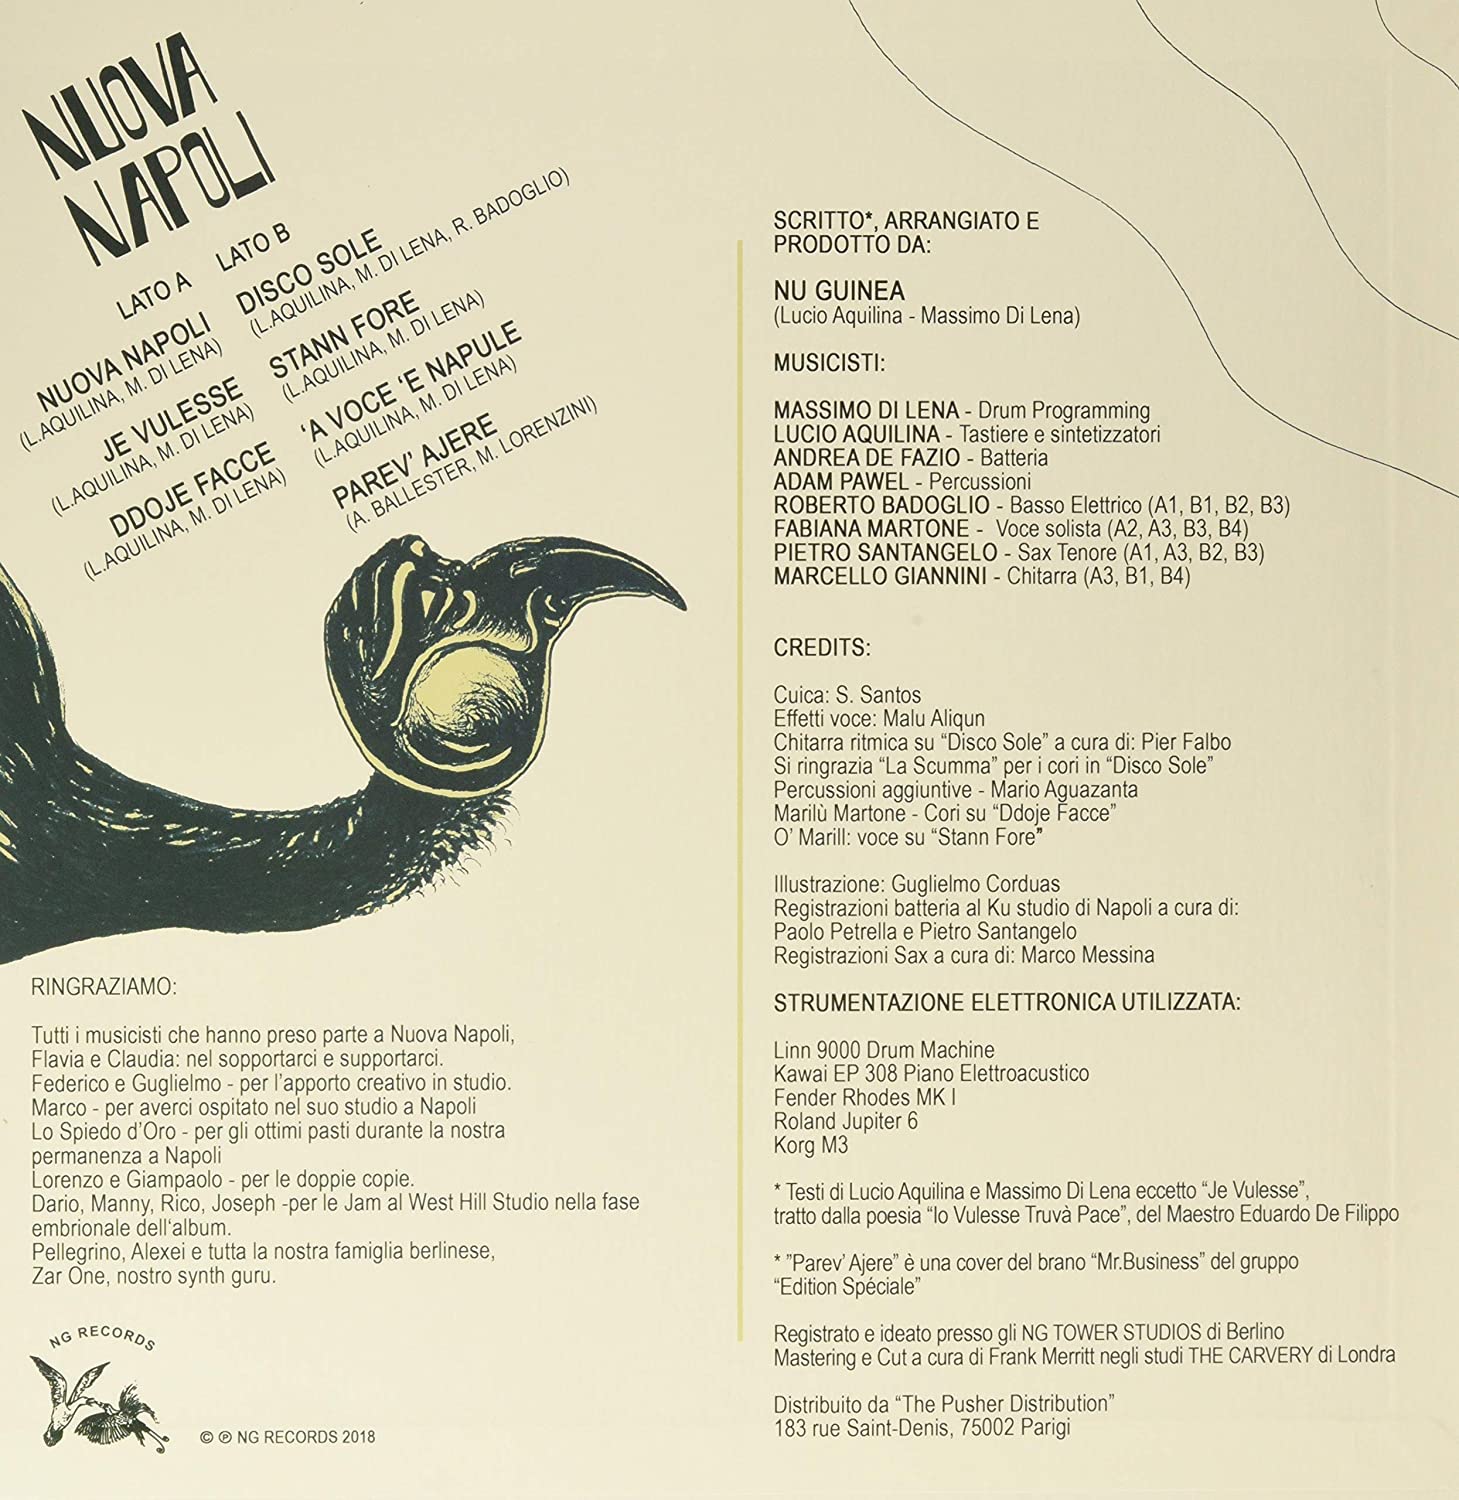 NUOVA
NAPOLI
LATO A
NUOVA NAPOLI
(L.AQUILINA, M. DI LENA)
JE VULESSE
(L.AQUILINA, M. DI LENA)
DDOJE FACCE
(L.AQUILINA, M. DI LENA)
LATO B
DISCO SOLE
(L.AQUILINA, M. DI LENA, R. BADOGLIO)
STANN FORE
(L.AQUILINA, M. DI LENA)
‘A VOCE ‘E NAPULE
(L.AQUILINA, M. DI LENA)
PAREV’ AJERE
(A. BALLESTER, M. LORENZINI)
RINGRAZIAMO:
Tutti i musicisti che hanno preso parte a Nuova Napoli,
Flavia e Claudia: nel sopportarci e supportarci.
Federico e Guglielmo - per l’apporto creativo in studio.
Marco - per averci ospitato nel suo studio a Napoli
Lo Spiedo d’Oro - per gli ottimi pasti durante la nostra
permanenza a Napoli
Lorenzo e Giampaolo - per le doppie copie.
Dario, Manny, Rico, Joseph -per le Jam al West Hill Studio nella fase
embrionale dell‘album.
Pellegrino, Alexei e tutta la nostra famiglia berlinese,
Zar One, nostro synth guru.
NG RECORDS
© ℗ NG RECORDS 2018
SCRITTO*, ARRANGIATO E
PRODOTTO DA:
NU GUINEA
(Lucio Aquilina - Massimo Di Lena)
MUSICISTI:
MASSIMO DI LENA - Drum Programming
LUCIO AQUILINA - Tastiere e sintetizzatori
ANDREA DE FAZIO - Batteria
ADAM PAWEL - Percussioni
ROBERTO BADOGLIO - Basso Elettrico (A1, B1, B2, B3)
FABIANA MARTONE - Voce solista (A2, A3, B3, B4)
PIETRO SANTANGELO - Sax Tenore (A1, A3, B2, B3)
MARCELLO GIANNINI - Chitarra (A3, B1, B4)
CREDITS:
Cuica: S. Santos
Effetti voce: Malu Aliqun
Chitarra ritmica su “Disco Sole” a cura di: Pier Falbo
Si ringrazia “La Scumma” per i cori in “Disco Sole”
Percussioni aggiuntive - Mario Aguazanta
Marilù Martone - Cori su “Ddoje Facce”
O’ Marill: voce su “Stann Fore”
Illustrazione: Guglielmo Corduas
Registrazioni batteria al Ku studio di Napoli a cura di:
Paolo Petrella e Pietro Santangelo
Registrazioni Sax a cura di: Marco Messina
STRUMENTAZIONE ELETTRONICA UTILIZZATA:
Linn 9000 Drum Machine
Kawai EP 308 Piano Elettroacustico
Fender Rhodes MK I
Roland Jupiter 6
Korg M3
* Testi di Lucio Aquilina e Massimo Di Lena eccetto “Je Vulesse”,
tratto dalla poesia “Io Vulesse Truvà Pace”, del Maestro Eduardo De Filippo
* ”Parev’ Ajere” è una cover del brano “Mr.Business” del gruppo
“Edition Spéciale”
Registrato e ideato presso gli NG TOWER STUDIOS di Berlino
Mastering e Cut a cura di Frank Merritt negli studi THE CARVERY di Londra
Distribuito da “The Pusher Distribution”
183 rue Saint-Denis, 75002 Parigi